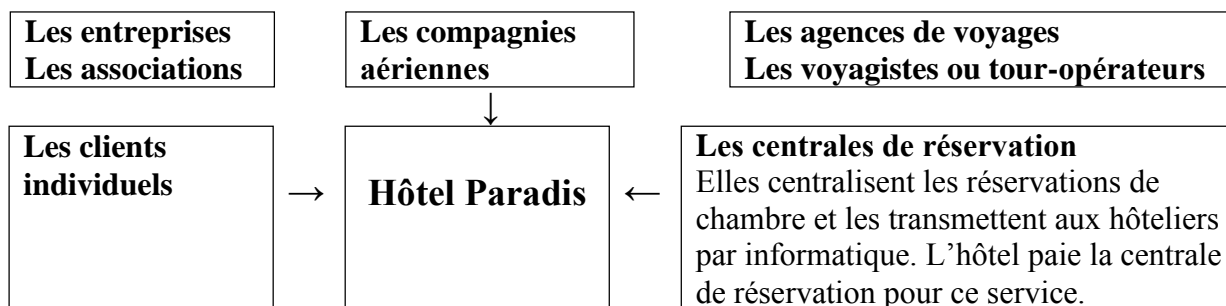 Les entreprises
Les associations
Les compagnies
aériennes
Les agences de voyages
Les voyagistes ou tour-opérateurs
↓
Les clients
individuels
→
Hôtel Paradis
←
Les centrales de réservation
Elles centralisent les réservations de
chambre et les transmettent aux hôteliers
par informatique. L’hôtel paie la centrale
de réservation pour ce service.